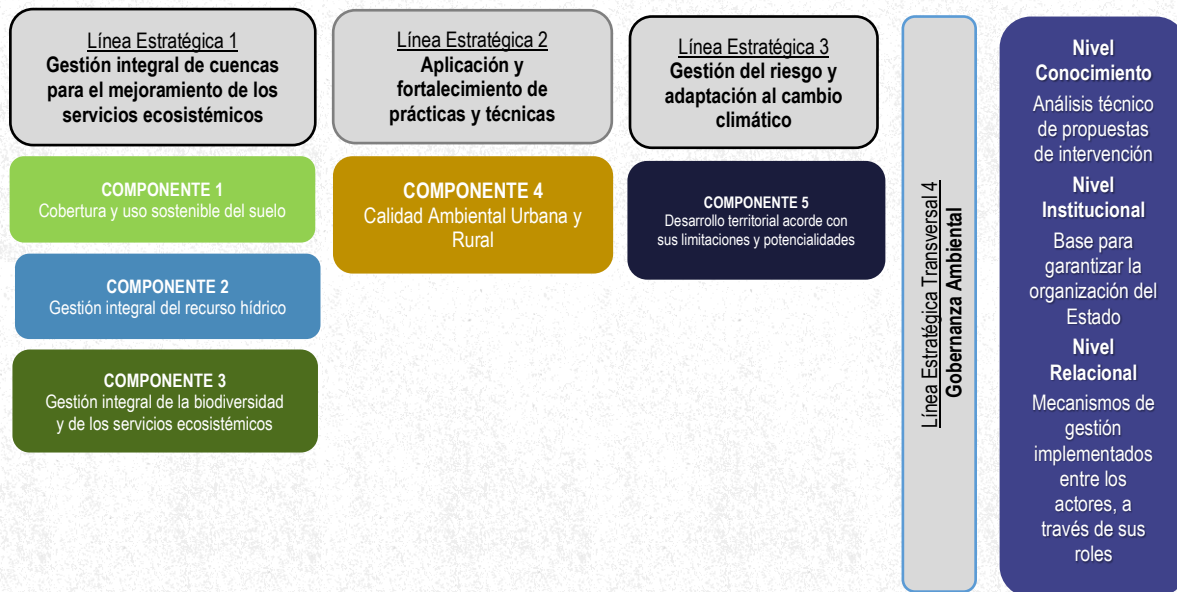 Línea Estratégica 1
Gestión integral de cuencas
para el mejoramiento de los
servicios ecosistémicos
COMPONENTE 1
Cobertura y uso sostenible del suelo
COMPONENTE 2
Gestión integral del recurso hídrico
COMPONENTE 3
Gestión integral de la biodiversidad
y de los servicios ecosistémicos
Línea Estratégica 2
Aplicación y
fortalecimiento de
prácticas y técnicas
COMPONENTE 4
Calidad Ambiental Urbana y
Rural
Línea Estratégica 3
Gestión del riesgo y
adaptación al cambio
climático
COMPONENTE 5
Desarrollo territorial acorde con
sus limitaciones y potencialidades
Línea Estratégica Transversal 4
Gobernanza Ambiental
Nivel
Conocimiento
Análisis técnico
de propuestas
de intervención
Nivel
Institucional
Base para
garantizar la
organización del
Estado
Nivel
Relacional
Mecanismos de
gestión
implementados
entre los
actores, a
través de sus
roles